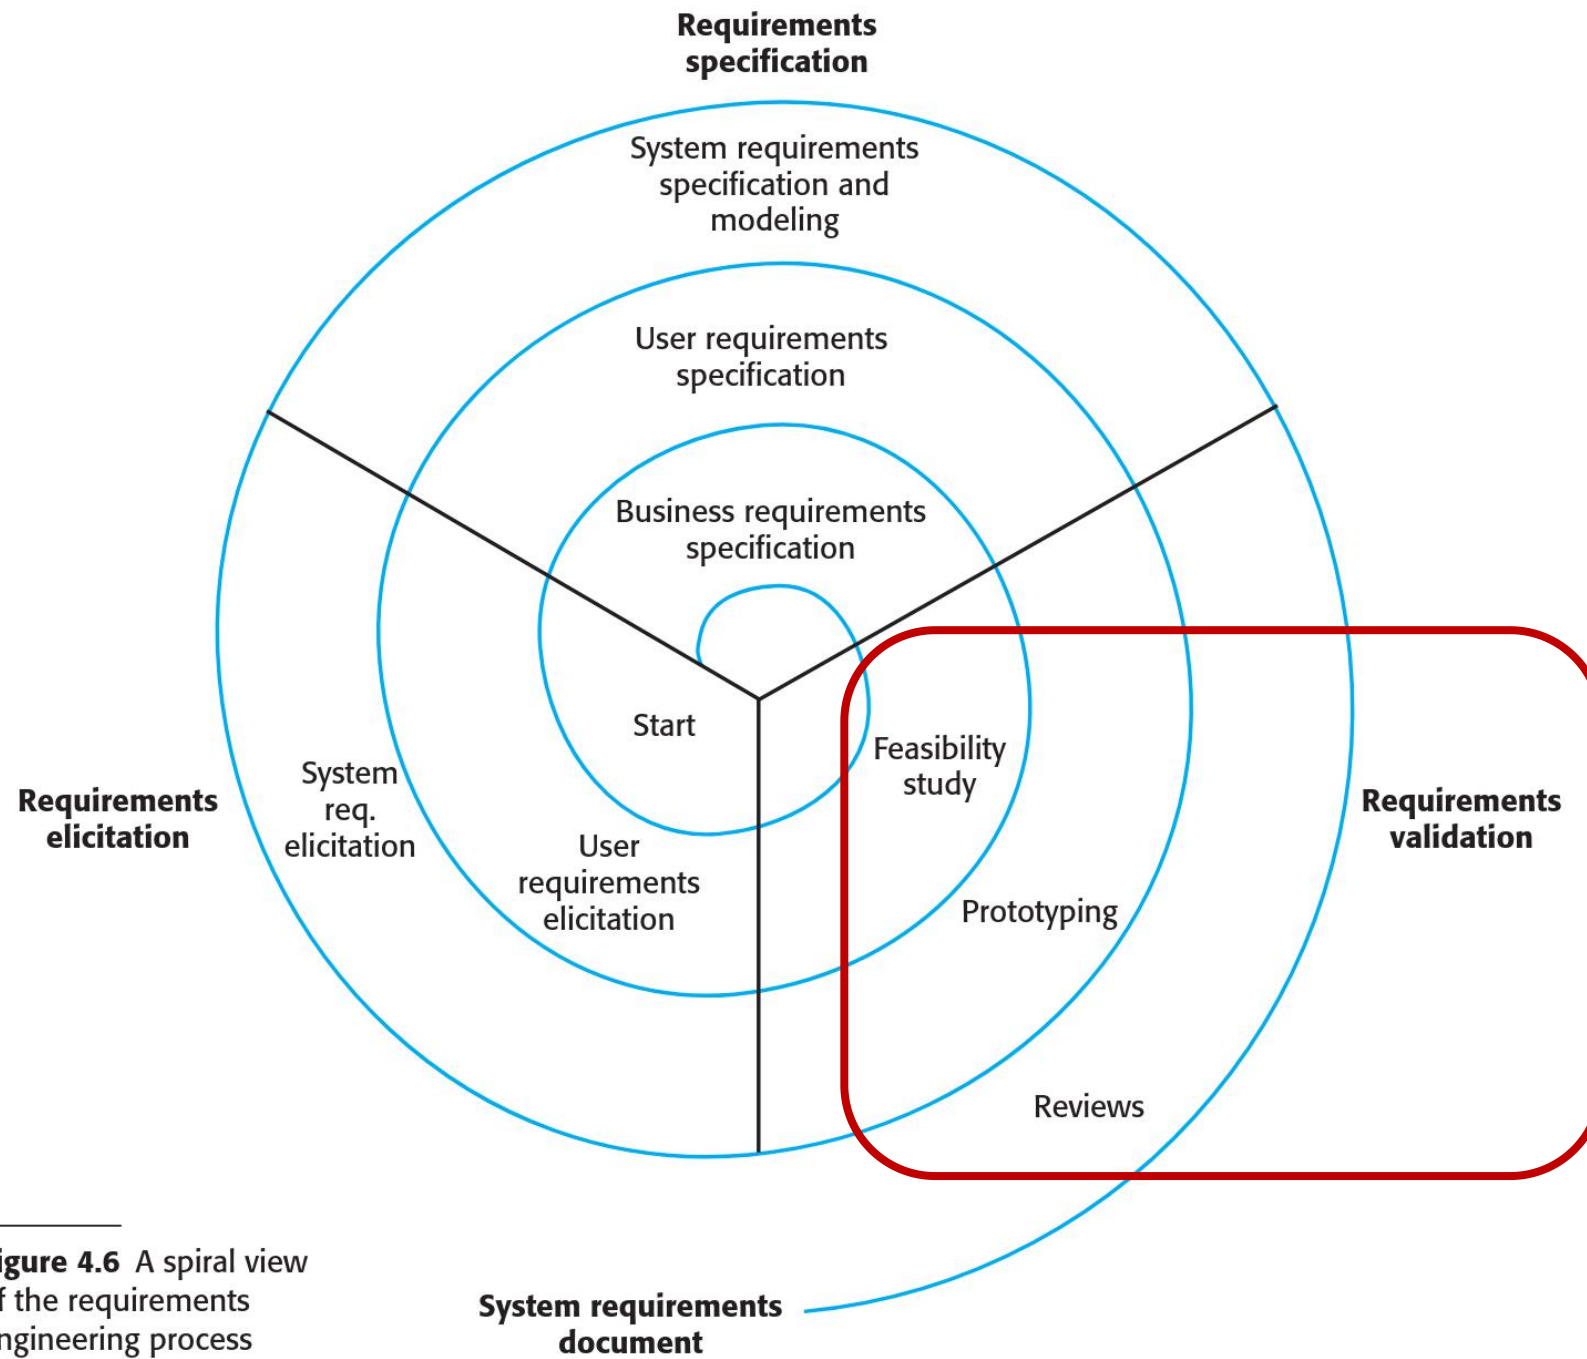 Requirements
specification
System requirements
specification and
modeling
User requirements
specification
Business requirements
specification
Start
Feasibility
study
System
req.
elicitation
Requirements
elicitation
Requirements
validation
User
requirements
elicitation
Prototyping
Reviews
igure 4.6 A spiral view
f the requirements
ngineering process
System requirements
document